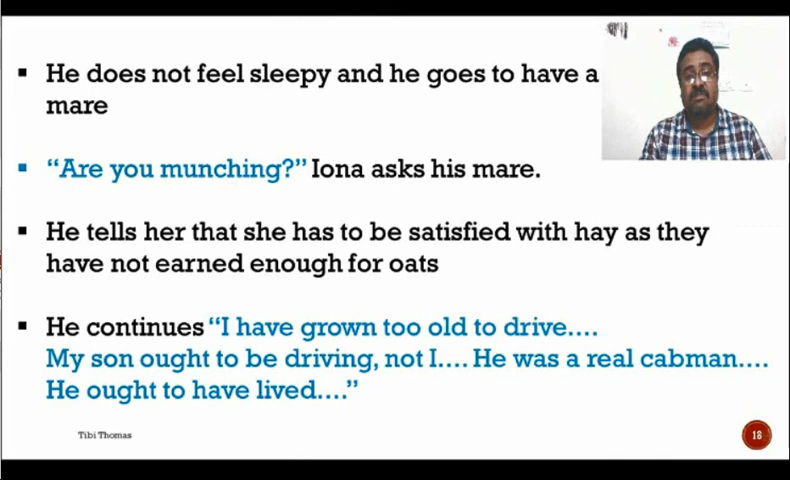 ▪ He does not feel sleepy and he goes to have a
mare
▪ “Are you munching?” Iona asks his mare.
▪ He tells her that she has to be satisfied with hay as they
have not earned enough for oats
▪ He continues “I have grown too old to drive….
My son ought to be driving, not I…. He was a real cabman….
He ought to have lived….”
Tibi Thomas
18